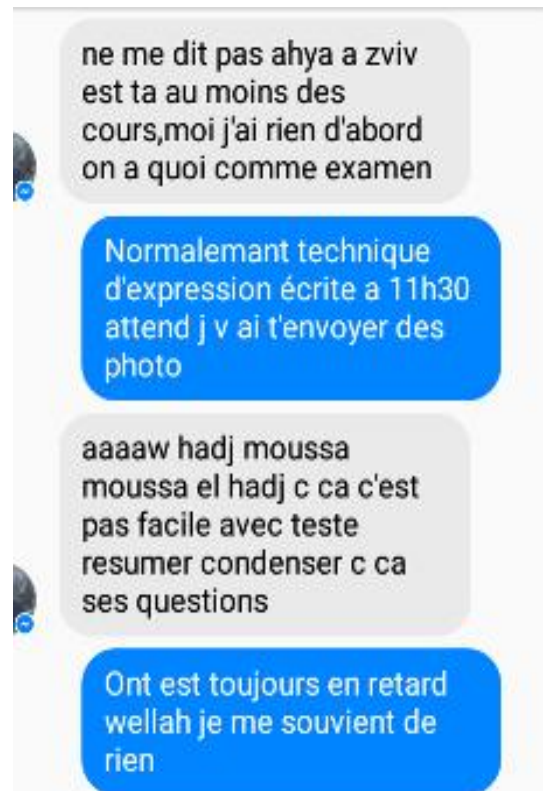 ne me dit pas ahya a zviv
est ta au moins des
cours,moi j'ai rien d'abord
on a quoi comme examen
Normalemant technique
d'expression écrite a 11h30
attend j v ai t'envoyer des
photo
aaaaw hadj moussa
moussa el hadj c ca c'est
pas facile avec teste
resumer condenser c ca
ses questions
Ont est toujours en retard
wellah je me souvient de
rien